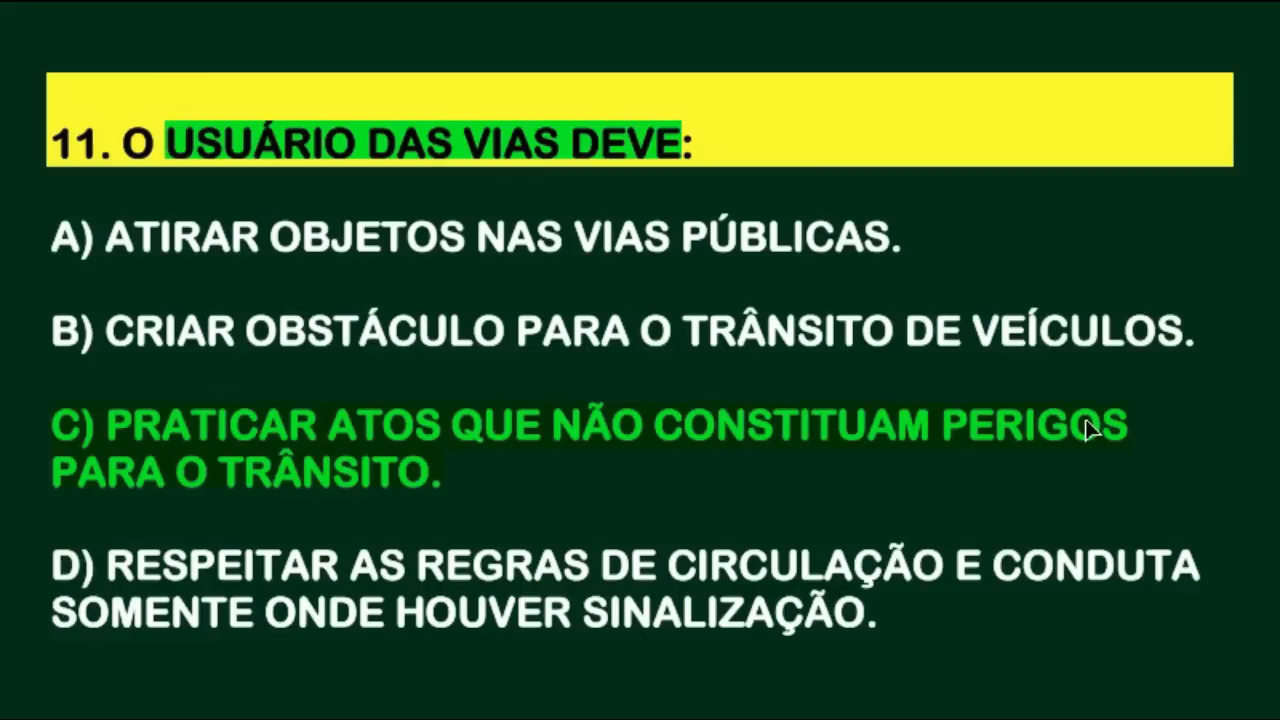 11. O USUÁRIO DAS VIAS DEVE:
A) ATIRAR OBJETOS NAS VIAS PÚBLICAS.
B) CRIAR OBSTÁCULO PARA O TRÂNSITO DE VEÍCULOS.
C) PRATICAR ATOS QUE NÃO CONSTITUAM PERIGOS
PARA O TRÂNSITO.
D) RESPEITAR AS REGRAS DE CIRCULAÇÃO E CONDUTA
SOMENTE ONDE HOUVER SINALIZAÇÃO.